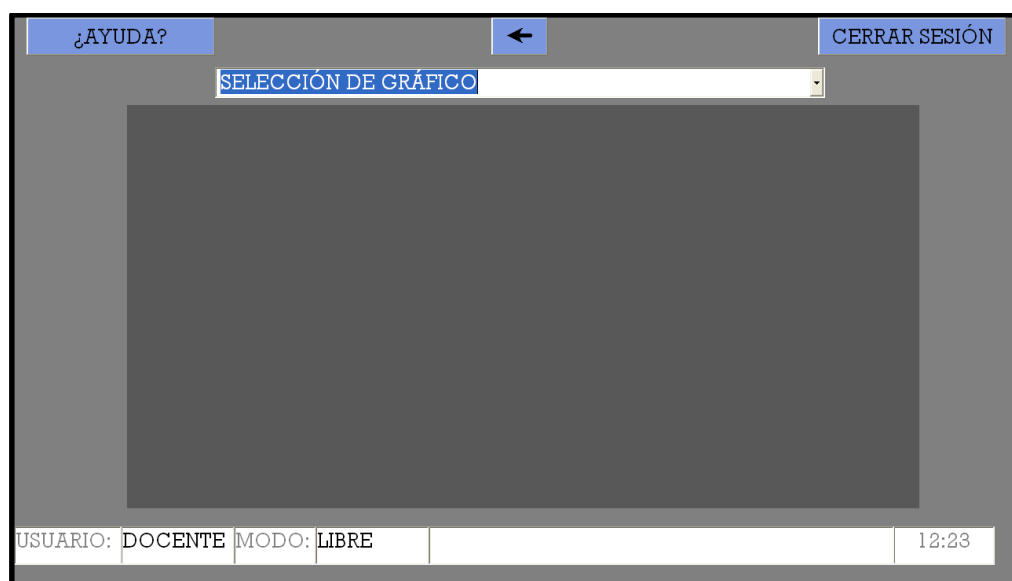 ¿AYUDA? CERRAR SESIÓN
SELECCIÓN DE GRÁFICO
USUARIO: DOCENTE MODO: LIBRE 12:23